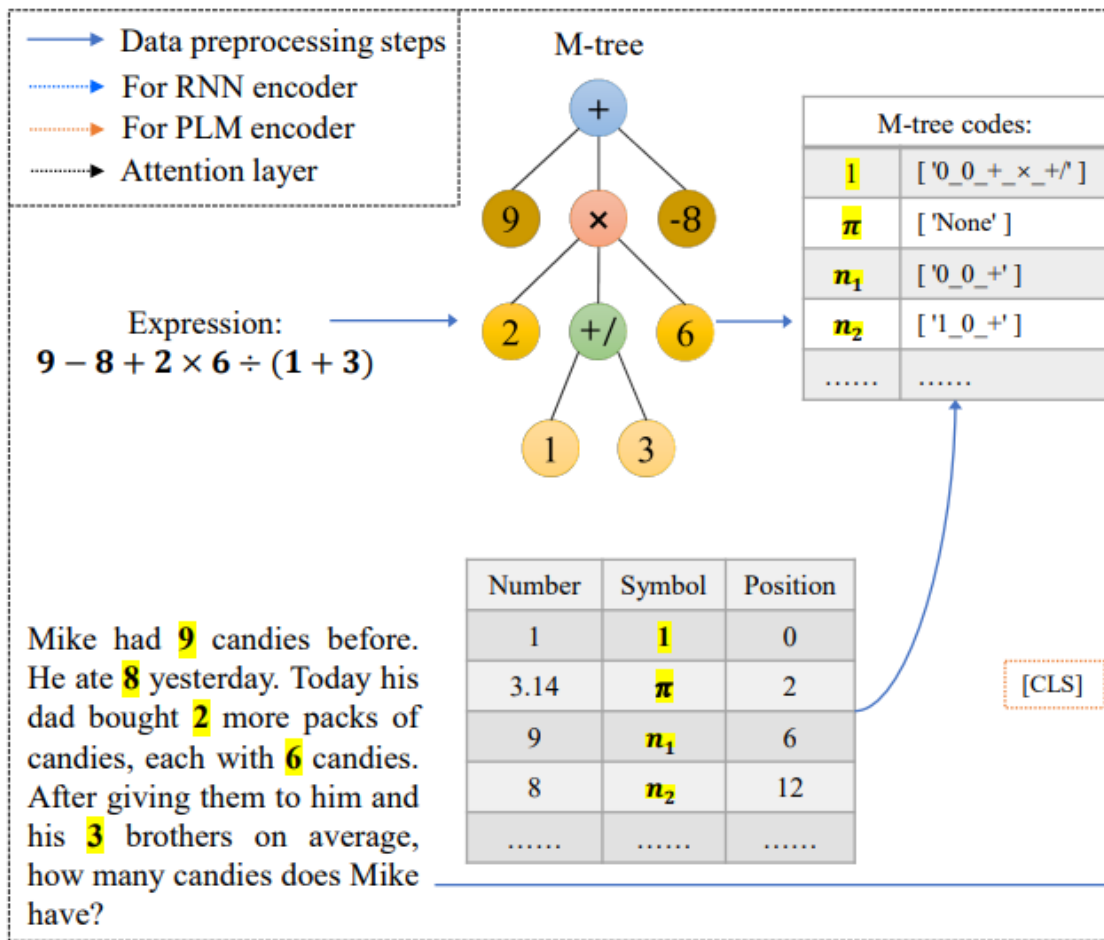 Data preprocessing steps
For RNN encoder
For PLM encoder
Attention layer
M-tree
+
9 × -8
2 +/ 6
1 3
Expression:
9 − 8 + 2 × 6 ÷ (1 + 3)
M-tree codes:
1 [ '0_0_+_×_+/' ]
π [ 'None' ]
n₁ [ '0_0_+' ]
n₂ [ '1_0_+' ]
...... ......
Number Symbol Position
1 1 0
3.14 π 2
9 n₁ 6
8 n₂ 12
...... ...... ......
Mike had 9 candies before.
He ate 8 yesterday. Today his
dad bought 2 more packs of
candies, each with 6 candies.
After giving them to him and
his 3 brothers on average,
how many candies does Mike
have?
[CLS]